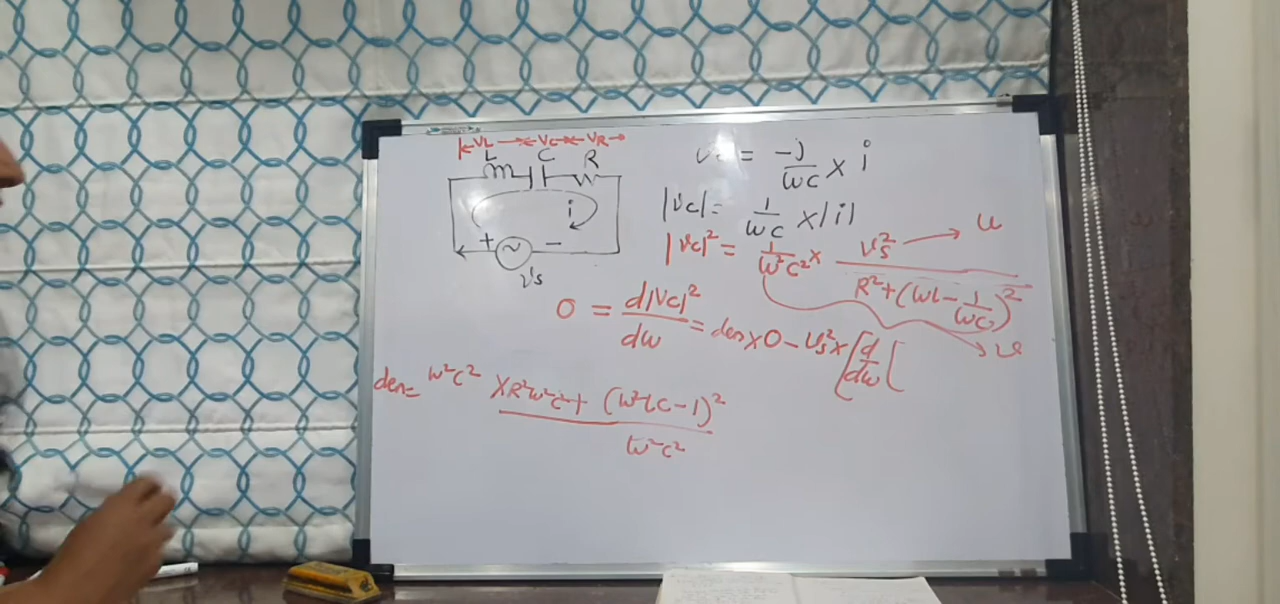 VL VC VR
L C R
i
+ −
Vs
Vc = -j/ωC × i
|Vc| = 1/ωC × |i|
|Vc|² = 1/ω²C² × Vs²/(R² + (ωL − 1/ωC)²) → u
→ v
0 = d|Vc|²/dω = den × 0 − Vs² × [d/dω [
den = ω²C² × R²ω²C² + (ω²LC − 1)²
ω²C²